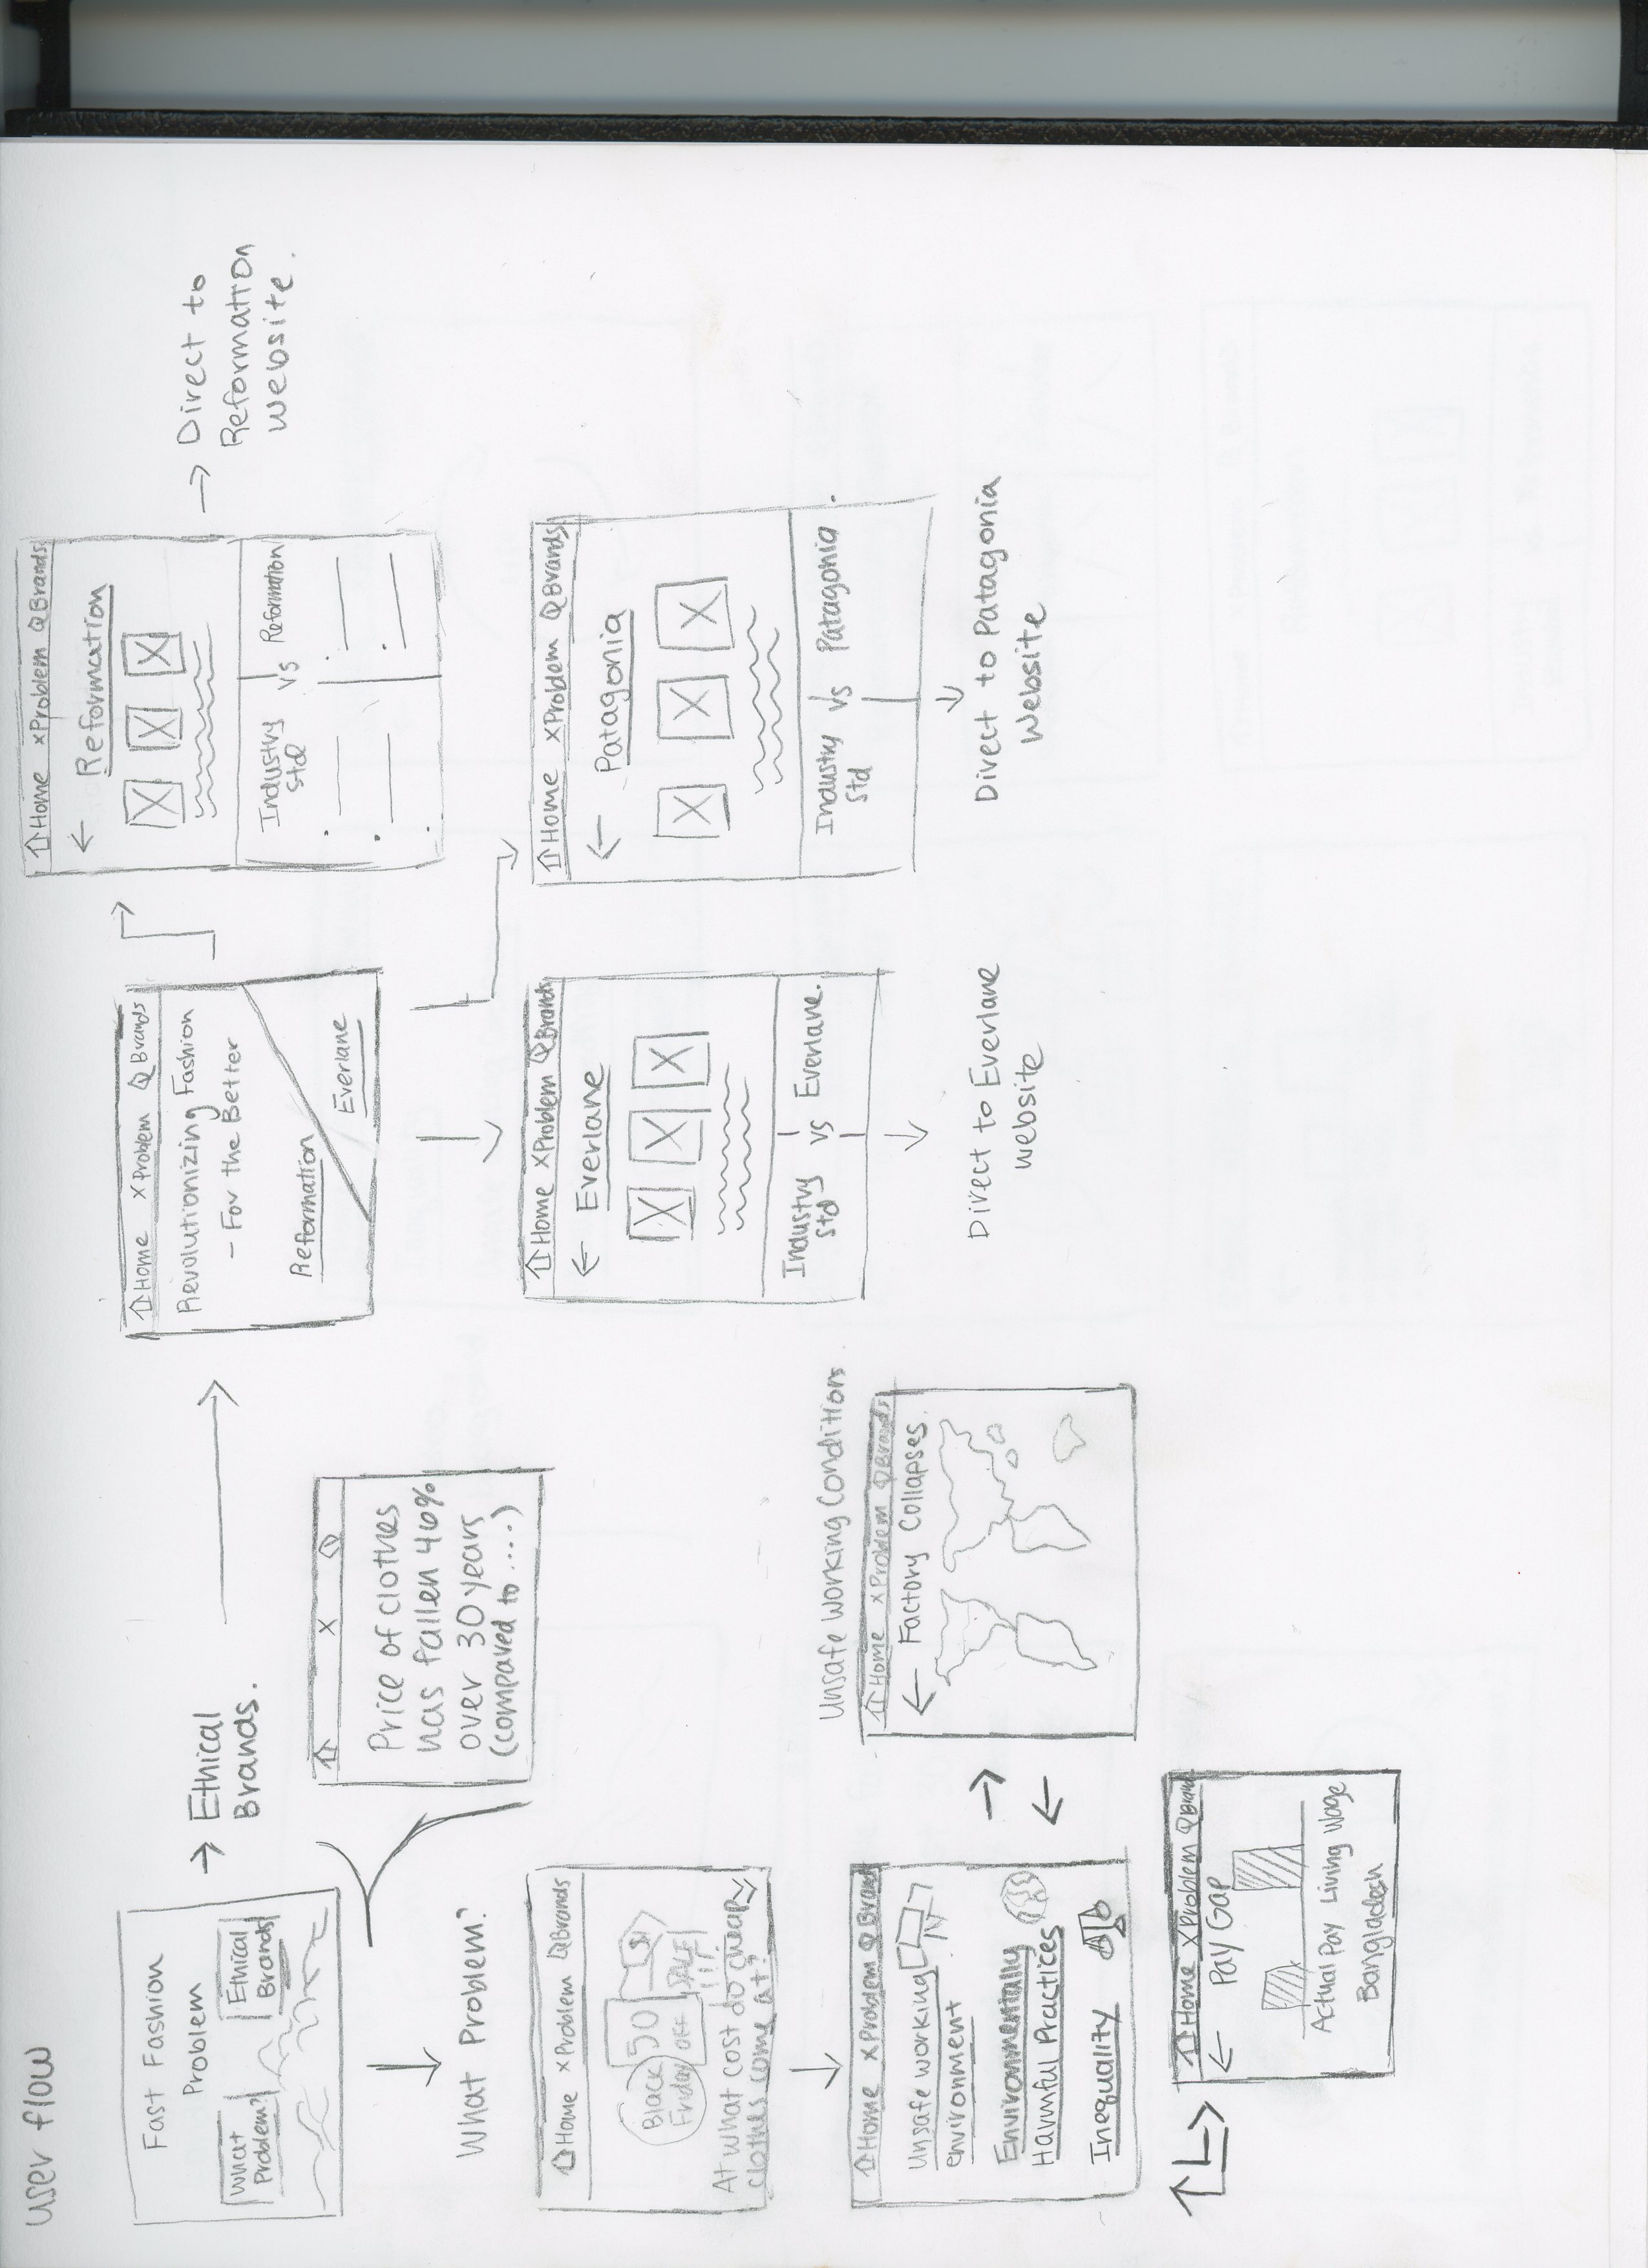 User flow
Fast Fashion
Problem
What
Problem?
Ethical
Brands
→ Ethical
Brands.
What Problem?
Price of clothes
has fallen 46%
over 30 years
(compared to ....)
Home x Problem Brands
Black
Friday
50
OFF
SALE
!!!
At what cost do cheap
clothes come at?
Home x Problem Brand
Unsafe working
environment
Environmentally
Harmful Practices
Inequality
Unsafe Working Conditions
Home x Problem Brands
← Factory Collapses.
Home x Problem Brand
← Pay Gap
Actual Pay Living Wage
Bangladesh
Home x Problem Brands
Revolutionizing Fashion
- For the Better
Reformation
Everlane
Home x Problem Brands
←
Reformation
Industry
Std
vs
Reformation
→ Direct to
Reformation
website.
Home x Problem Brands
← Everlane
Industry
Std
vs
Everlane.
Direct to Everlane
website
Home x Problem Brands
← Patagonia
Industry
Std
vs
Patagonia
Direct to Patagonia
Website